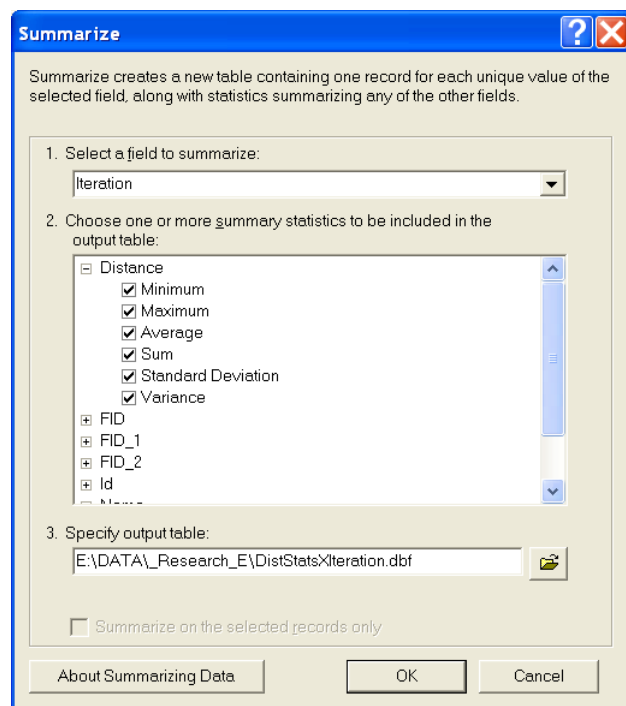 Summarize
Summarize creates a new table containing one record for each unique value of the
selected field, along with statistics summarizing any of the other fields.
1. Select a field to summarize:
Iteration
2. Choose one or more summary statistics to be included in the
output table:
Distance
Minimum
Maximum
Average
Sum
Standard Deviation
Variance
FID
FID_1
FID_2
Id
3. Specify output table:
E:\DATA\_Research_E\DistStatsXIteration.dbf
Summarize on the selected records only
About Summarizing Data
OK
Cancel